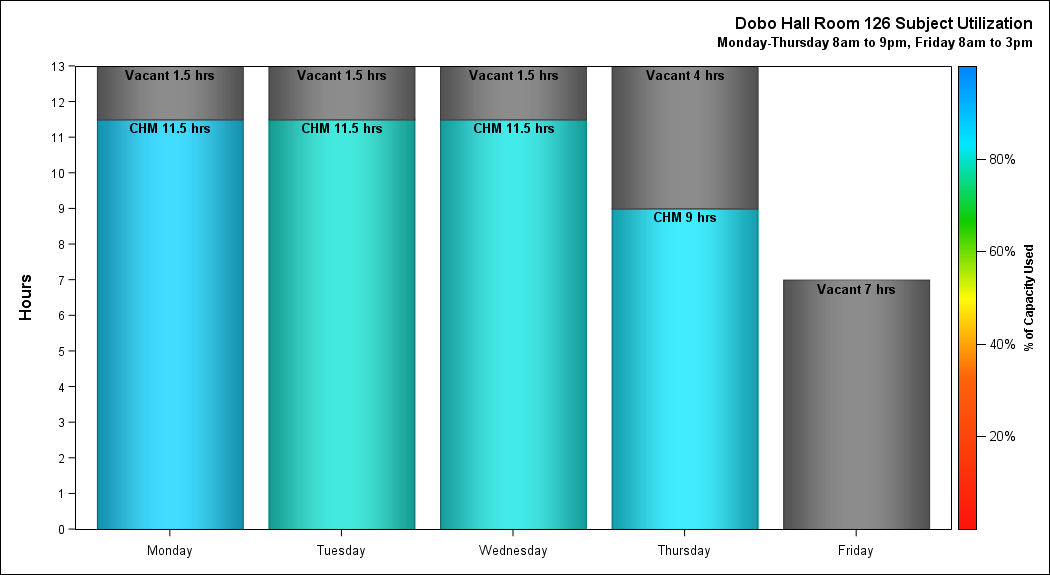 Dobo Hall Room 126 Subject Utilization
Monday-Thursday 8am to 9pm, Friday 8am to 3pm
Hours
13
12
11
10
9
8
7
6
5
4
3
2
1
0
Vacant 1.5 hrs
CHM 11.5 hrs
Vacant 1.5 hrs
CHM 11.5 hrs
Vacant 1.5 hrs
CHM 11.5 hrs
Vacant 4 hrs
CHM 9 hrs
Vacant 7 hrs
Monday
Tuesday
Wednesday
Thursday
Friday
80%
60%
40%
20%
% of Capacity Used